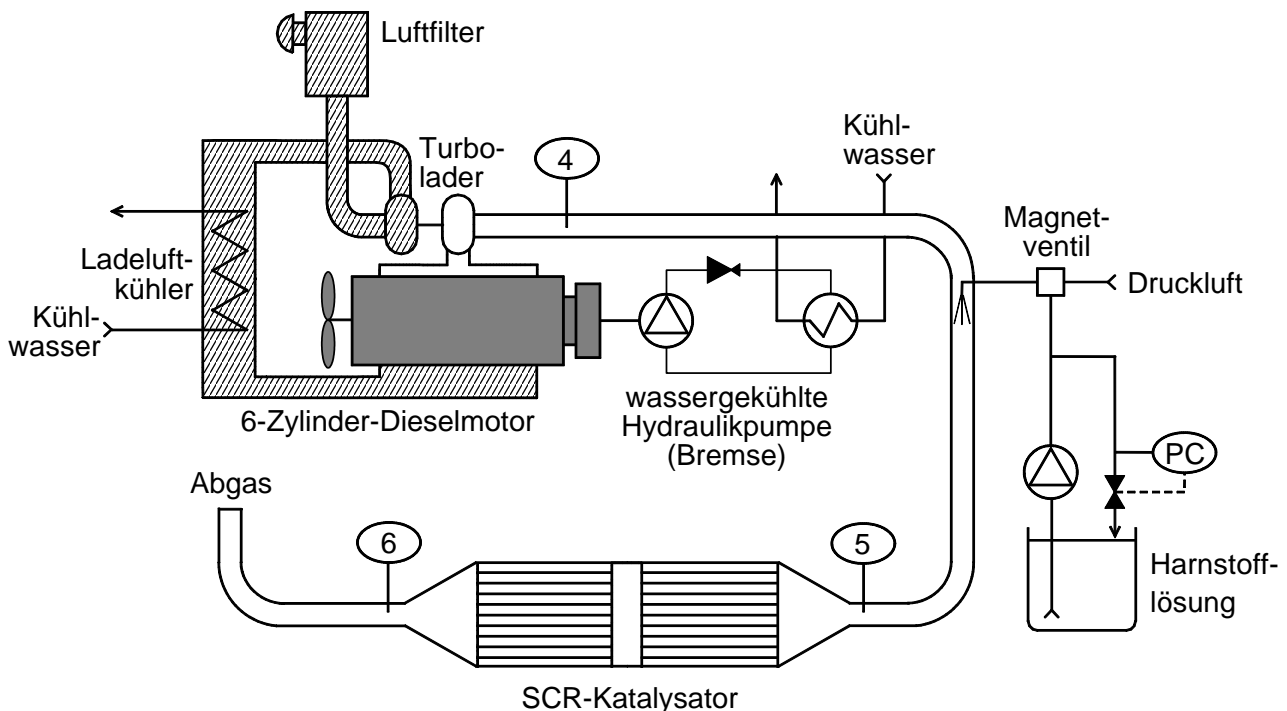 Luftfilter
Turbo-
lader
4
Kühl-
wasser
Magnet-
ventil
Druckluft
Ladeluft-
kühler
Kühl-
wasser
6-Zylinder-Dieselmotor
wassergekühlte
Hydraulikpumpe
(Bremse)
PC
Abgas
6
5
Harnstoff-
lösung
SCR-Katalysator